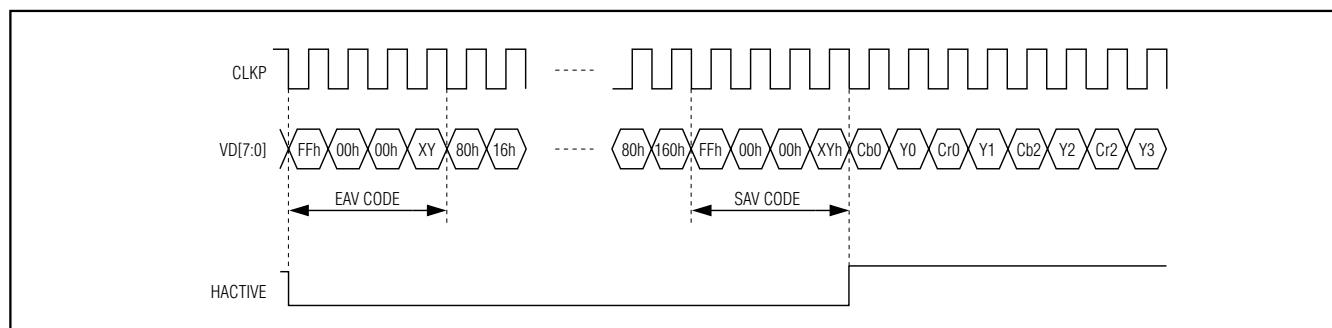 CLKP
VD[7:0] FFh 00h 00h XY 80h 16h 80h 160h FFh 00h 00h XYh Cb0 Y0 Cr0 Y1 Cb2 Y2 Cr2 Y3
EAV CODE SAV CODE
HACTIVE